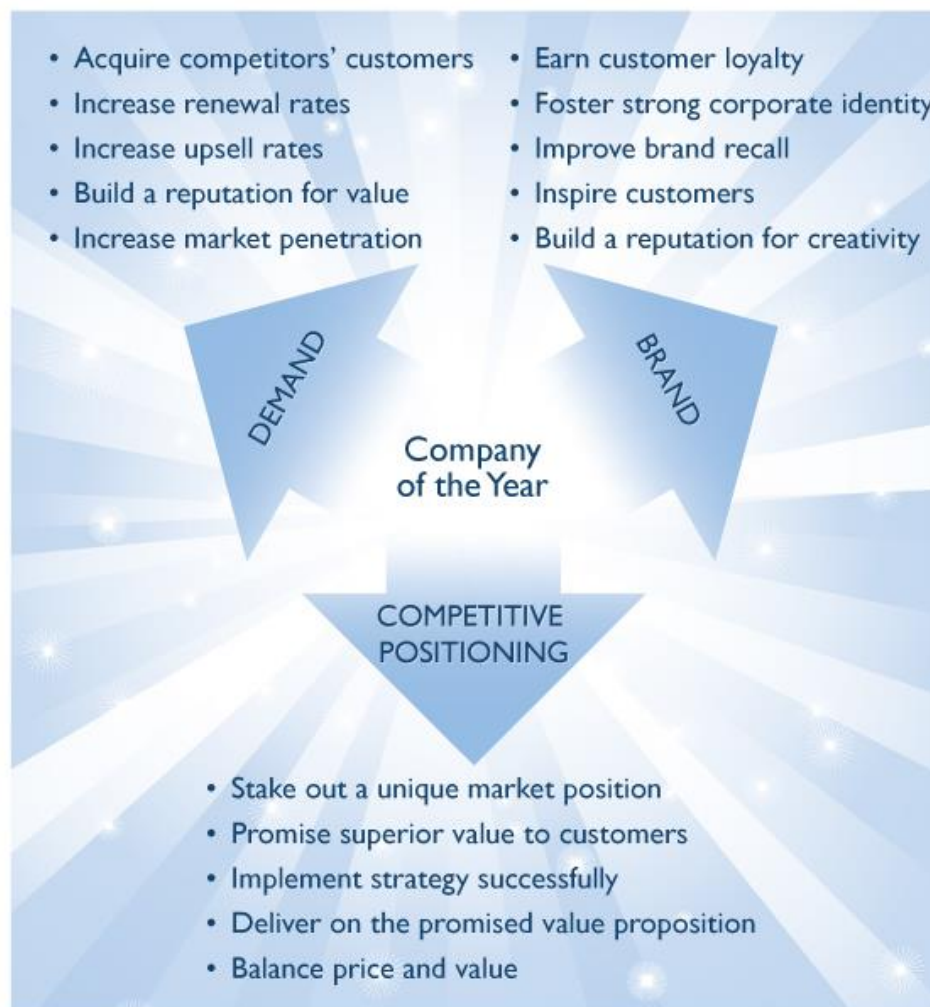 • Acquire competitors' customers
• Increase renewal rates
• Increase upsell rates
• Build a reputation for value
• Increase market penetration
• Earn customer loyalty
• Foster strong corporate identity
• Improve brand recall
• Inspire customers
• Build a reputation for creativity
DEMAND
BRAND
Company
of the Year
COMPETITIVE
POSITIONING
• Stake out a unique market position
• Promise superior value to customers
• Implement strategy successfully
• Deliver on the promised value proposition
• Balance price and value